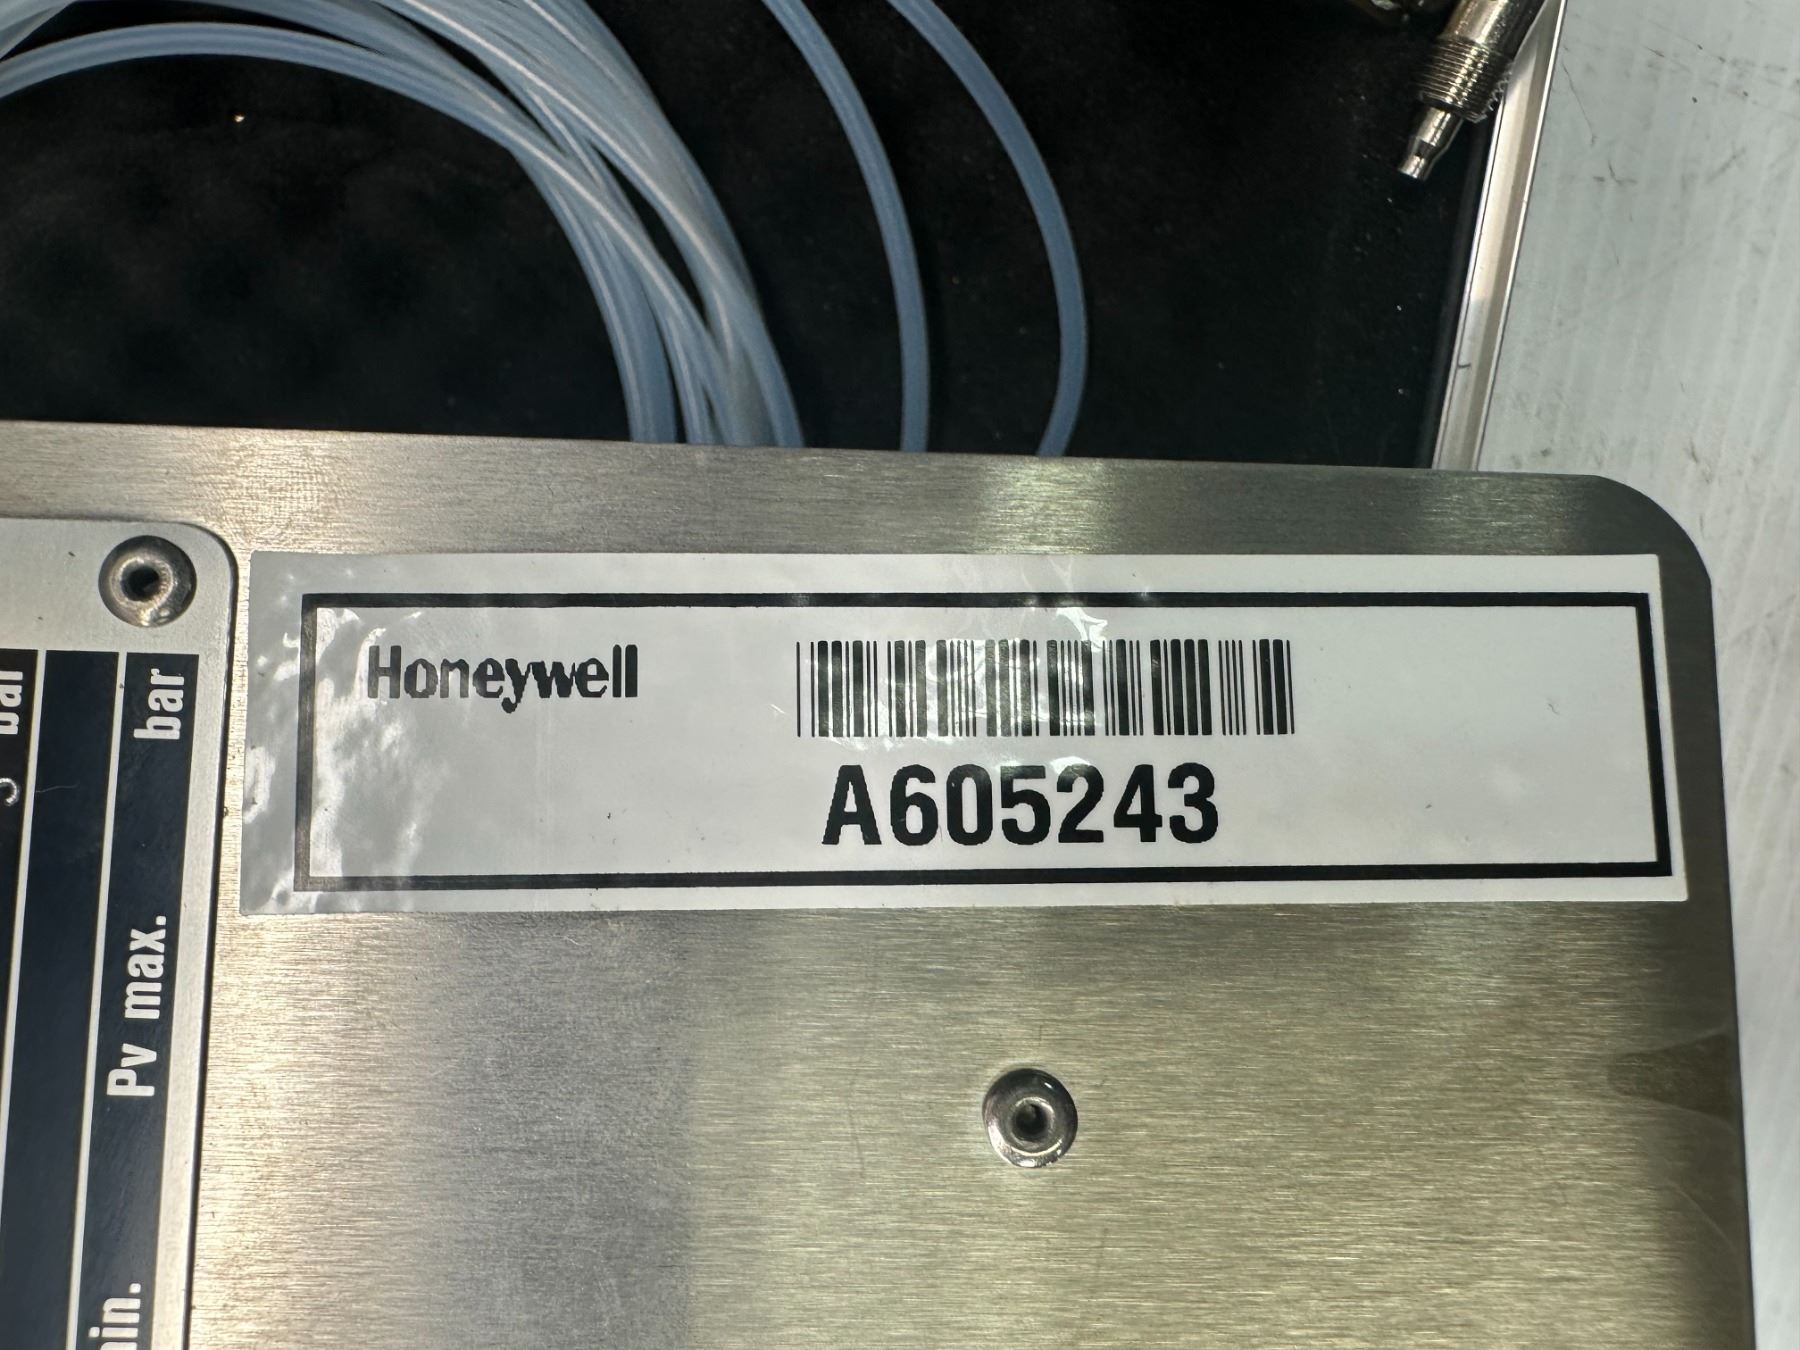 Honeywell
A605243
bar
bar
Pv max.